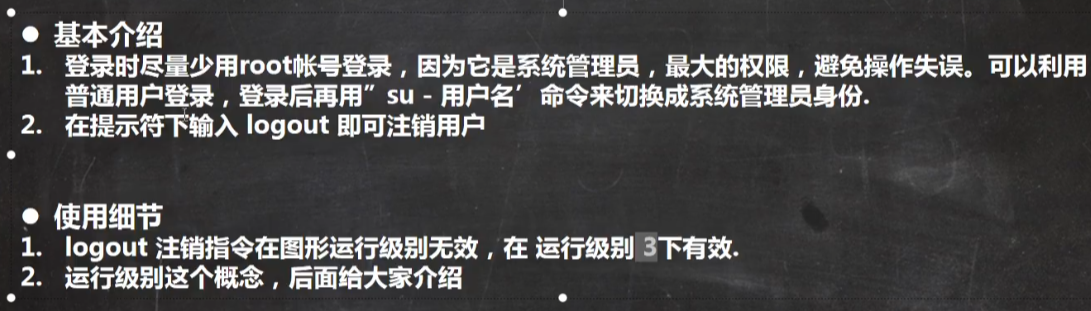 ● 基本介绍
1. 登录时尽量少用root帐号登录，因为它是系统管理员，最大的权限，避免操作失误。可以利用
普通用户登录，登录后再用”su - 用户名’命令来切换成系统管理员身份.
2. 在提示符下输入 logout 即可注销用户
● 使用细节
1. logout 注销指令在图形运行级别无效，在 运行级别 3下有效.
2. 运行级别这个概念，后面给大家介绍